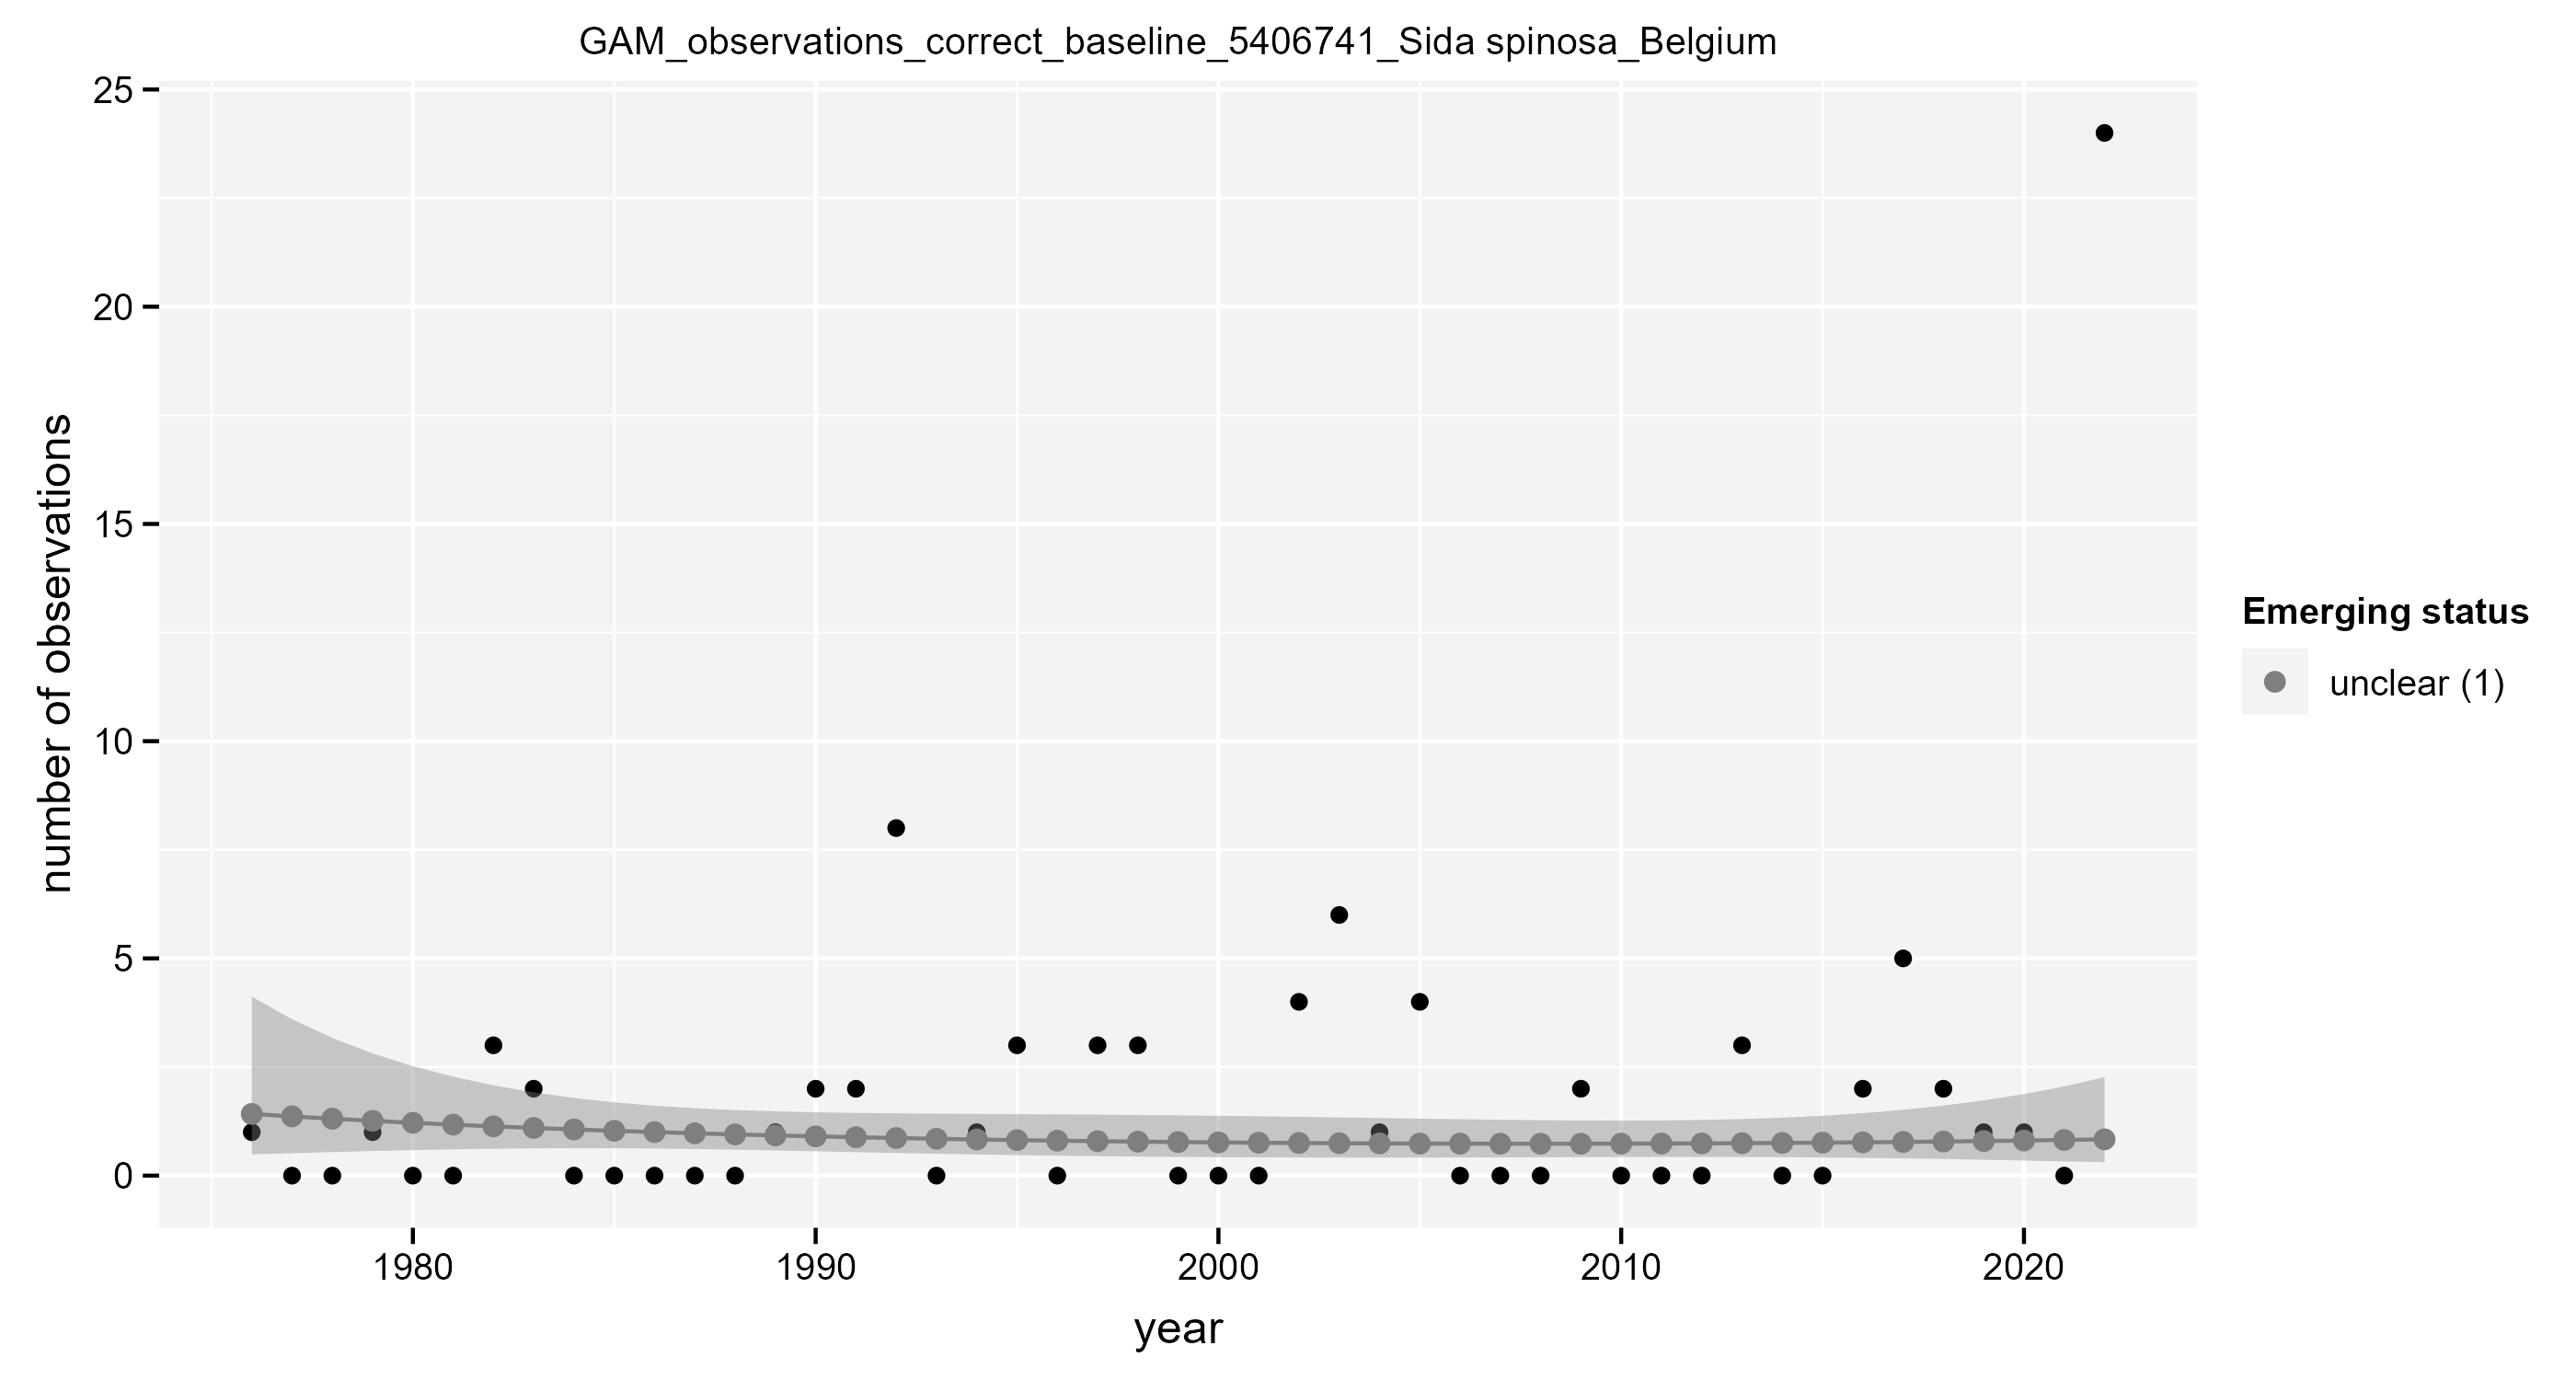 GAM_observations_correct_baseline_5406741_Sida spinosa_Belgium
25
20
15
10
5
0
number of observations
1980 1990 2000 2010 2020
year
Emerging status
unclear (1)